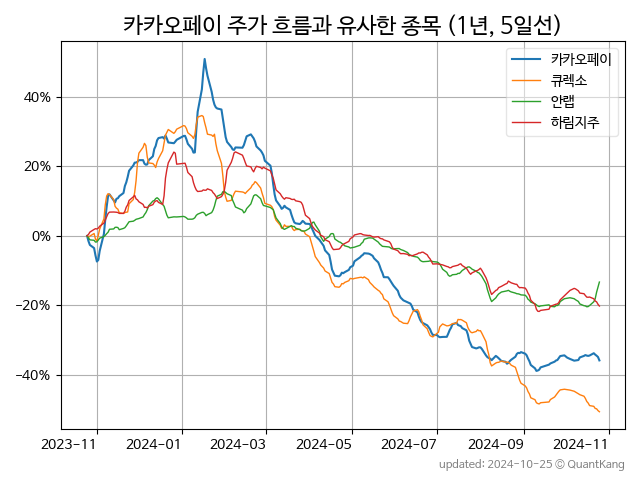 카카오페이 주가 흐름과 유사한 종목 (1년, 5일선)
카카오페이
큐렉소
안랩
하림지주
40%
20%
0%
−20%
−40%
2023-11 2024-01 2024-03 2024-05 2024-07 2024-09 2024-11
updated: 2024-10-25 © QuantKang